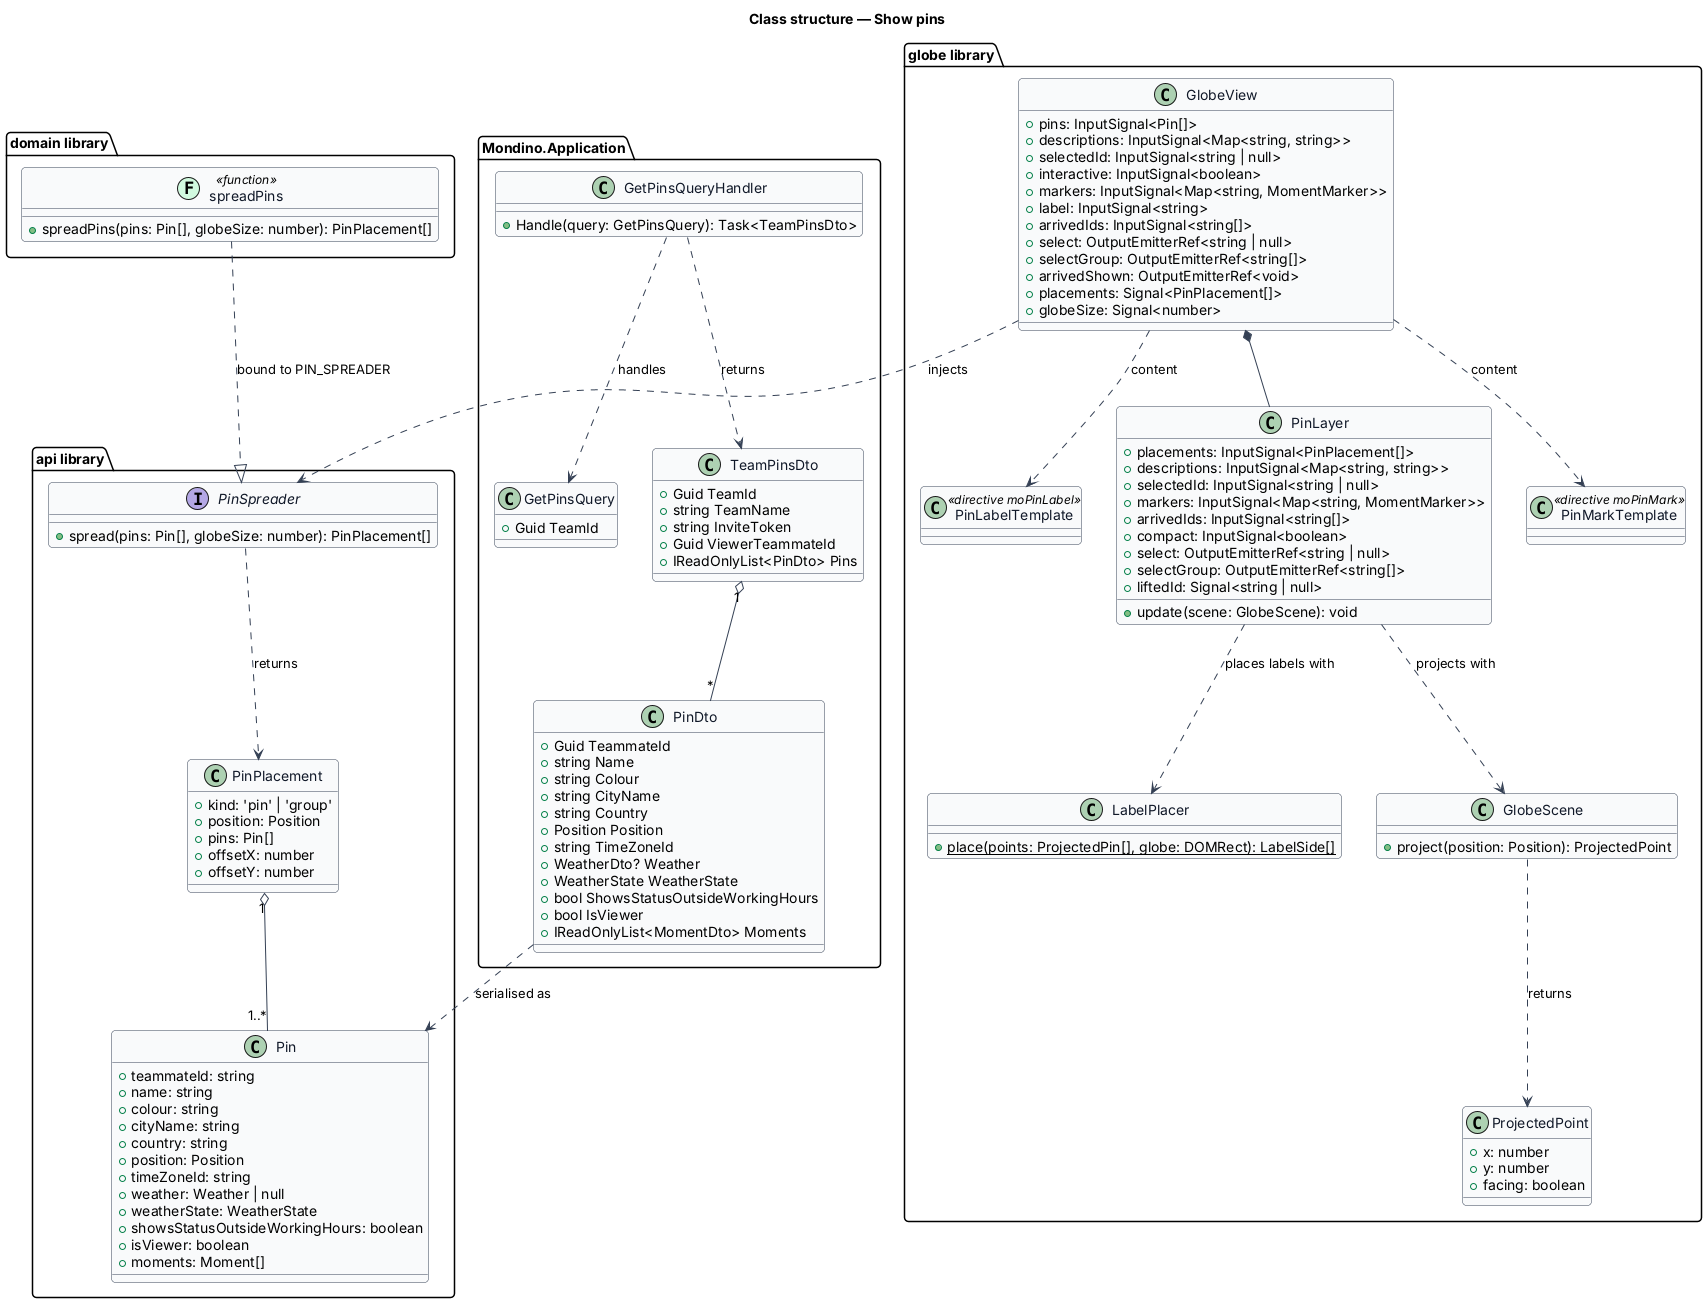 Class structure — Show pins
globe library
C GlobeView
pins: InputSignal<Pin[]>
descriptions: InputSignal<Map<string, string>>
selectedId: InputSignal<string | null>
interactive: InputSignal<boolean>
markers: InputSignal<Map<string, MomentMarker>>
label: InputSignal<string>
arrivedIds: InputSignal<string[]>
select: OutputEmitterRef<string | null>
selectGroup: OutputEmitterRef<string[]>
arrivedShown: OutputEmitterRef<void>
placements: Signal<PinPlacement[]>
globeSize: Signal<number>
domain library
F «function»
spreadPins
spreadPins(pins: Pin[], globeSize: number): PinPlacement[]
Mondino.Application
C GetPinsQueryHandler
Handle(query: GetPinsQuery): Task<TeamPinsDto>
bound to PIN_SPREADER
handles
returns
injects
content
content
api library
I PinSpreader
spread(pins: Pin[], globeSize: number): PinPlacement[]
C GetPinsQuery
Guid TeamId
C TeamPinsDto
Guid TeamId
string TeamName
string InviteToken
Guid ViewerTeammateId
IReadOnlyList<PinDto> Pins
C «directive moPinLabel»
PinLabelTemplate
C PinLayer
placements: InputSignal<PinPlacement[]>
descriptions: InputSignal<Map<string, string>>
selectedId: InputSignal<string | null>
markers: InputSignal<Map<string, MomentMarker>>
arrivedIds: InputSignal<string[]>
compact: InputSignal<boolean>
select: OutputEmitterRef<string | null>
selectGroup: OutputEmitterRef<string[]>
liftedId: Signal<string | null>
update(scene: GlobeScene): void
C «directive moPinMark»
PinMarkTemplate
returns
1
*
places labels with
projects with
C PinPlacement
kind: 'pin' | 'group'
position: Position
pins: Pin[]
offsetX: number
offsetY: number
C PinDto
Guid TeammateId
string Name
string Colour
string CityName
string Country
Position Position
string TimeZoneId
WeatherDto? Weather
WeatherState WeatherState
bool ShowsStatusOutsideWorkingHours
bool IsViewer
IReadOnlyList<MomentDto> Moments
C LabelPlacer
place(points: ProjectedPin[], globe: DOMRect): LabelSide[]
C GlobeScene
project(position: Position): ProjectedPoint
1
1..*
serialised as
returns
C Pin
teammateId: string
name: string
colour: string
cityName: string
country: string
position: Position
timeZoneId: string
weather: Weather | null
weatherState: WeatherState
showsStatusOutsideWorkingHours: boolean
isViewer: boolean
moments: Moment[]
C ProjectedPoint
x: number
y: number
facing: boolean